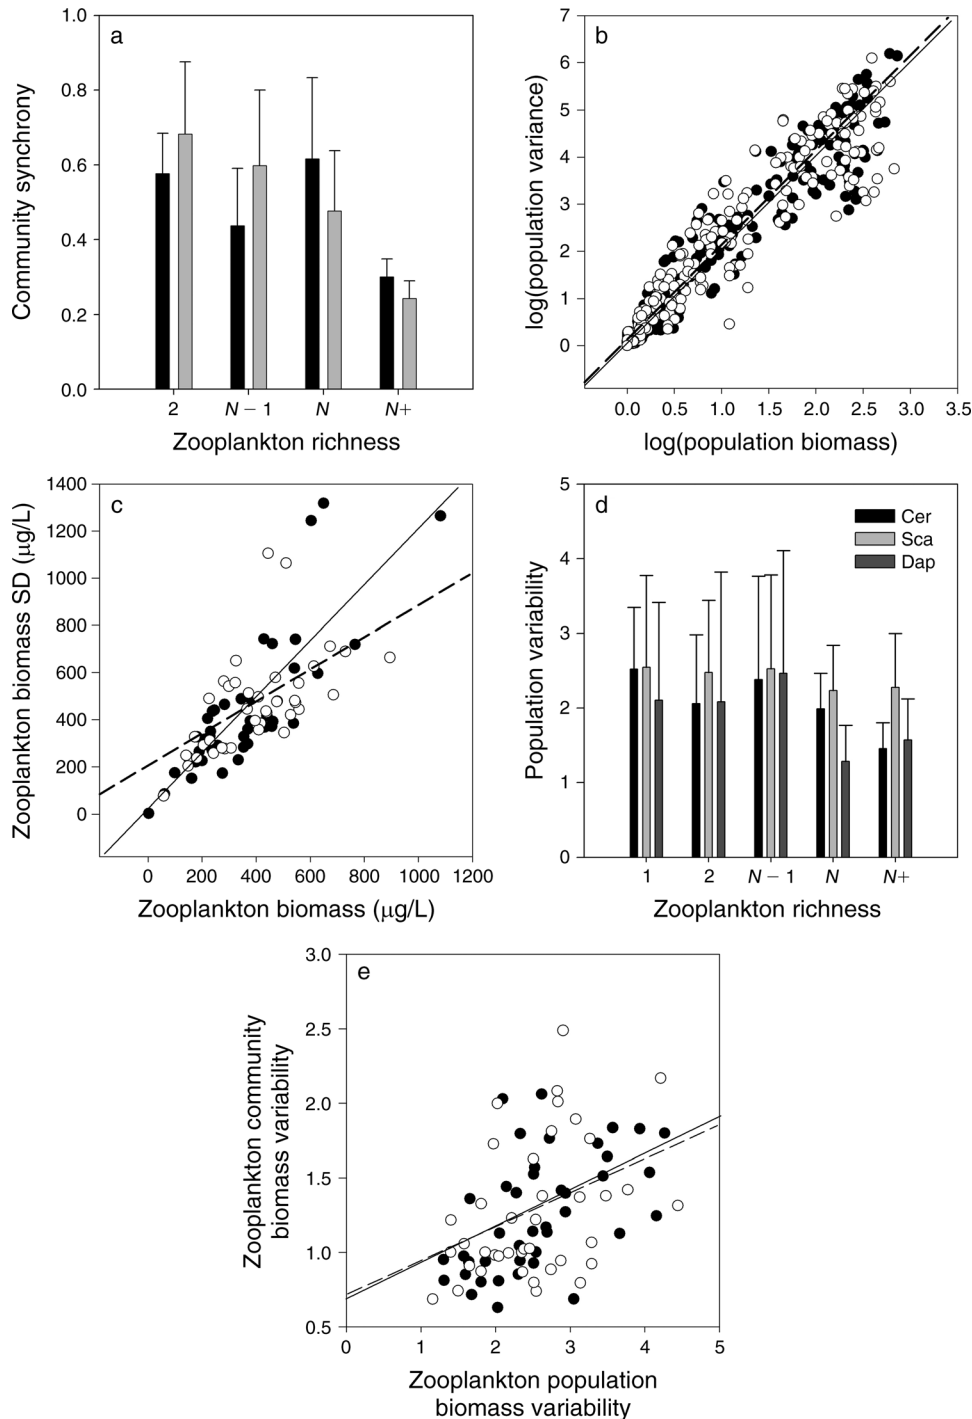 a
1.0
0.8
0.6
0.4
0.2
0.0
Community synchrony
2
N − 1
N
N+
Zooplankton richness
b
7
6
5
4
3
2
1
0
log(population variance)
0.0 0.5 1.0 1.5 2.0 2.5 3.0 3.5
log(population biomass)
c
1400
1200
1000
800
600
400
200
0
Zooplankton biomass SD (μg/L)
0 200 400 600 800 1000 1200
Zooplankton biomass (μg/L)
d
5
4
3
2
1
0
Population variability
Cer
Sca
Dap
1 2 N − 1 N N+
Zooplankton richness
e
3.0
2.5
2.0
1.5
1.0
0.5
Zooplankton community
biomass variability
0 1 2 3 4 5
Zooplankton population
biomass variability